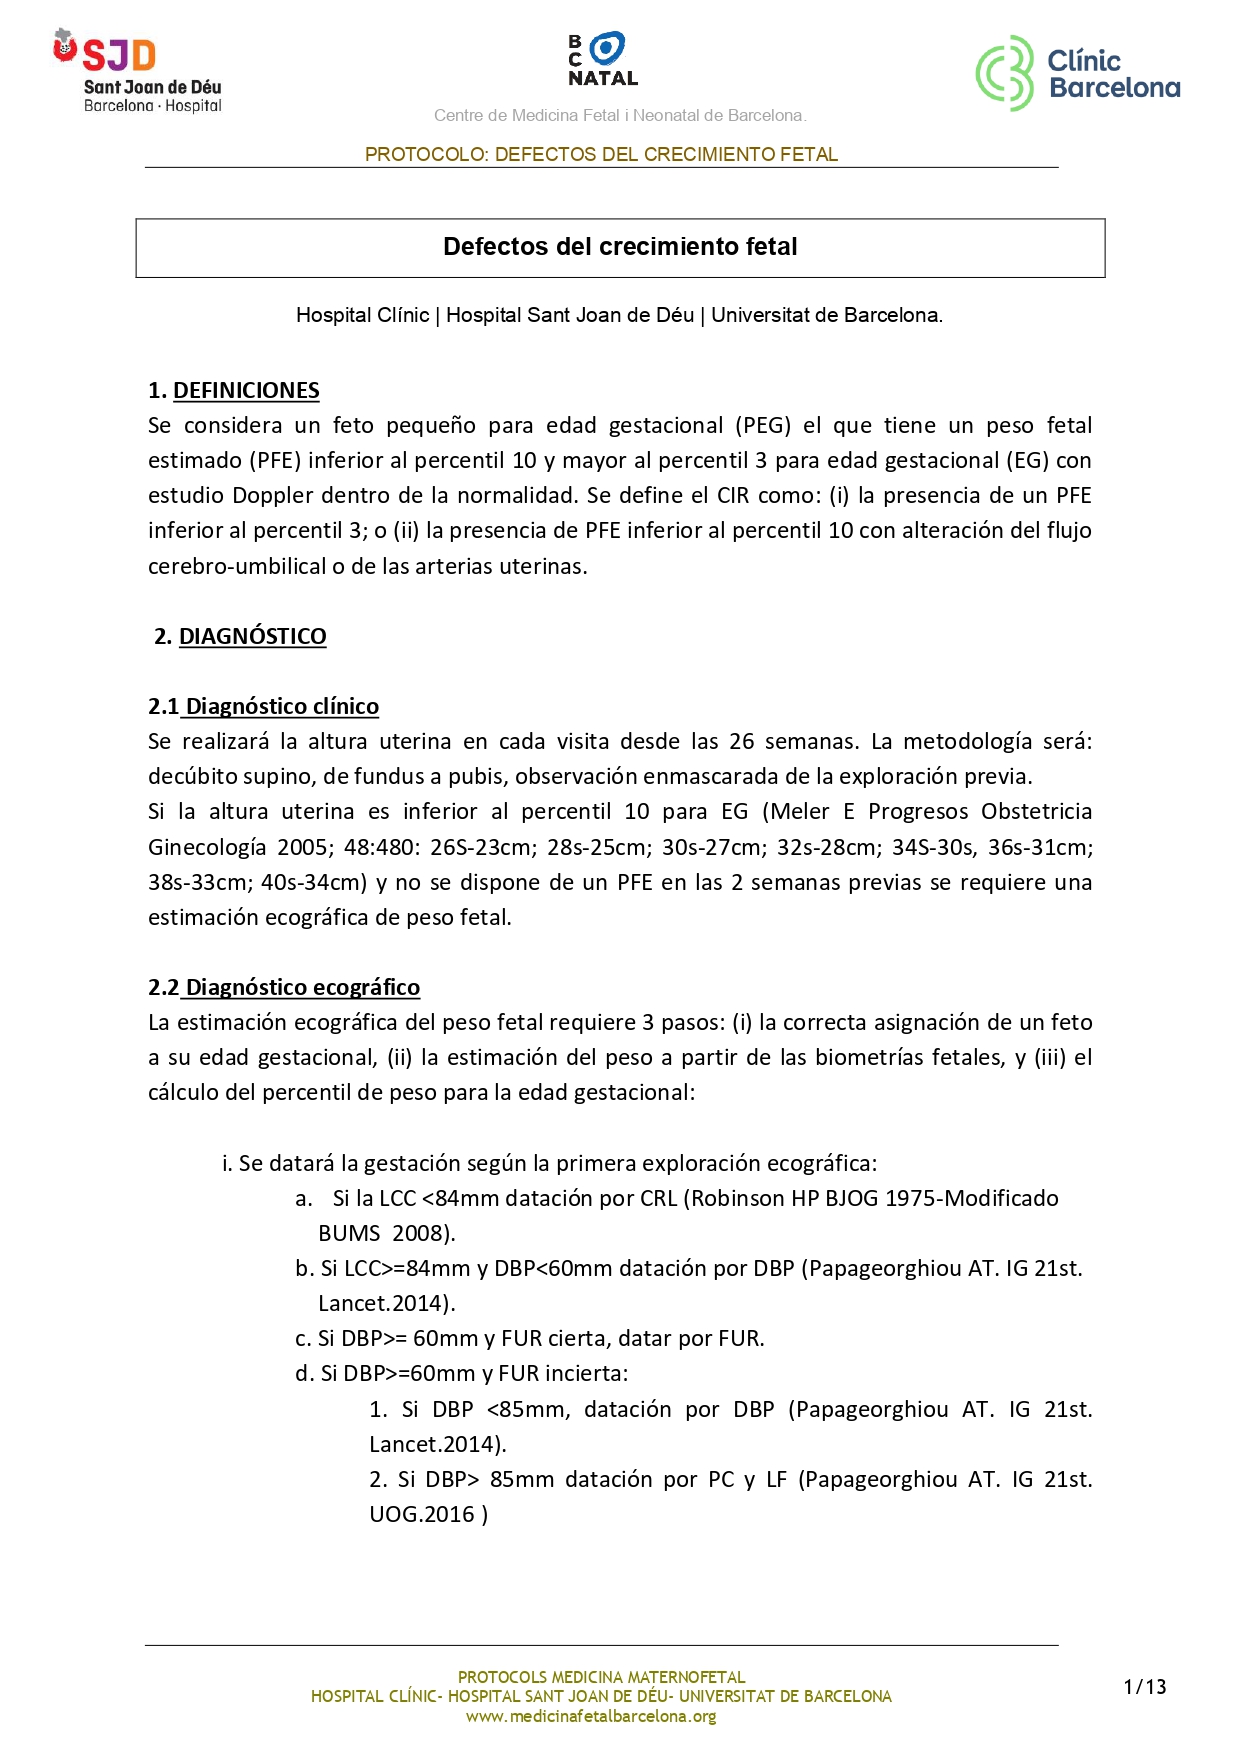 SJD
Sant Joan de Déu
Barcelona · Hospital
B
C
NATAL
Clínic
Barcelona
Centre de Medicina Fetal i Neonatal de Barcelona.
PROTOCOLO: DEFECTOS DEL CRECIMIENTO FETAL
Defectos del crecimiento fetal
Hospital Clínic | Hospital Sant Joan de Déu | Universitat de Barcelona.
1. DEFINICIONES
Se considera un feto pequeño para edad gestacional (PEG) el que tiene un peso fetal
estimado (PFE) inferior al percentil 10 y mayor al percentil 3 para edad gestacional (EG) con
estudio Doppler dentro de la normalidad. Se define el CIR como: (i) la presencia de un PFE
inferior al percentil 3; o (ii) la presencia de PFE inferior al percentil 10 con alteración del flujo
cerebro-umbilical o de las arterias uterinas.
2. DIAGNÓSTICO
2.1 Diagnóstico clínico
Se realizará la altura uterina en cada visita desde las 26 semanas. La metodología será:
decúbito supino, de fundus a pubis, observación enmascarada de la exploración previa.
Si la altura uterina es inferior al percentil 10 para EG (Meler E Progresos Obstetricia
Ginecología 2005; 48:480: 26S-23cm; 28s-25cm; 30s-27cm; 32s-28cm; 34S-30s, 36s-31cm;
38s-33cm; 40s-34cm) y no se dispone de un PFE en las 2 semanas previas se requiere una
estimación ecográfica de peso fetal.
2.2 Diagnóstico ecográfico
La estimación ecográfica del peso fetal requiere 3 pasos: (i) la correcta asignación de un feto
a su edad gestacional, (ii) la estimación del peso a partir de las biometrías fetales, y (iii) el
cálculo del percentil de peso para la edad gestacional:
i. Se datará la gestación según la primera exploración ecográfica:
a. Si la LCC <84mm datación por CRL (Robinson HP BJOG 1975-Modificado
BUMS 2008).
b. Si LCC>=84mm y DBP<60mm datación por DBP (Papageorghiou AT. IG 21st.
Lancet.2014).
c. Si DBP>= 60mm y FUR cierta, datar por FUR.
d. Si DBP>=60mm y FUR incierta:
1. Si DBP <85mm, datación por DBP (Papageorghiou AT. IG 21st.
Lancet.2014).
2. Si DBP> 85mm datación por PC y LF (Papageorghiou AT. IG 21st.
UOG.2016 )
PROTOCOLS MEDICINA MATERNOFETAL
HOSPITAL CLÍNIC- HOSPITAL SANT JOAN DE DÉU- UNIVERSITAT DE BARCELONA
www.medicinafetalbarcelona.org
1/13